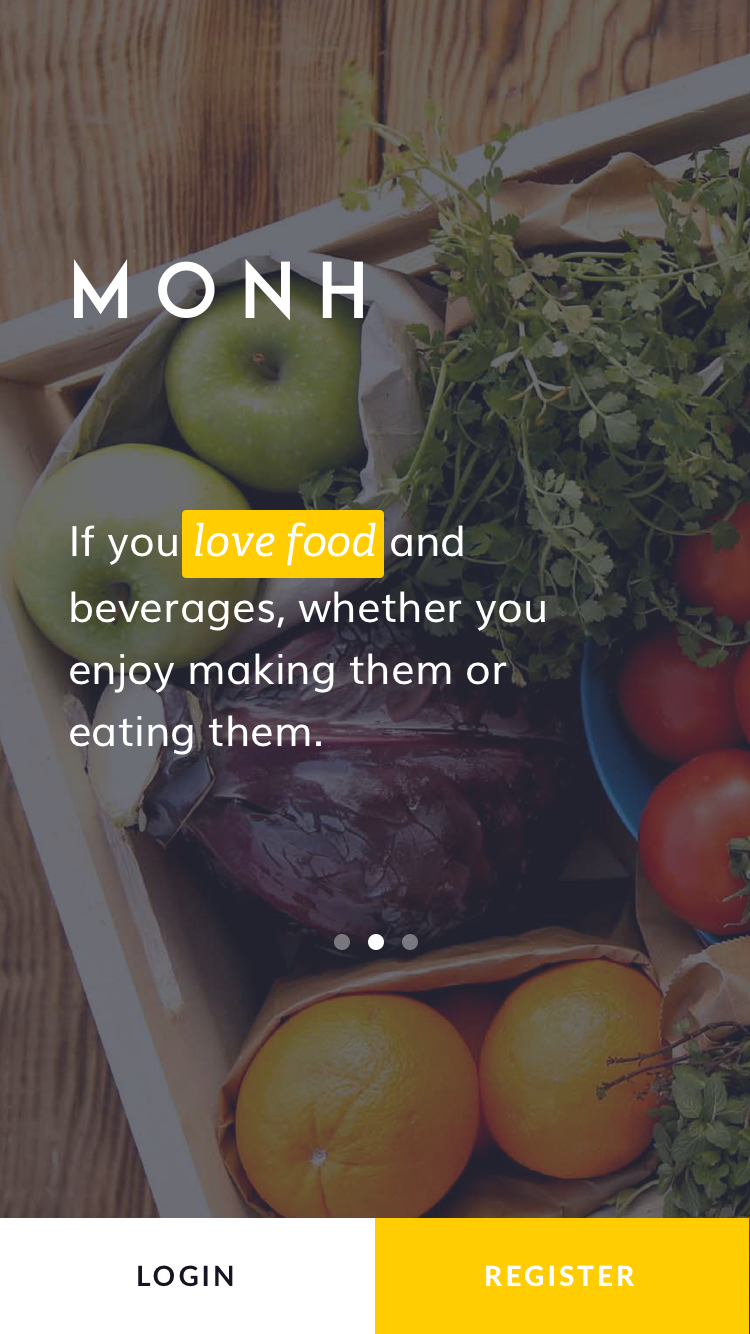 MONH
If you love food and
beverages, whether you
enjoy making them or
eating them.
LOGIN
REGISTER